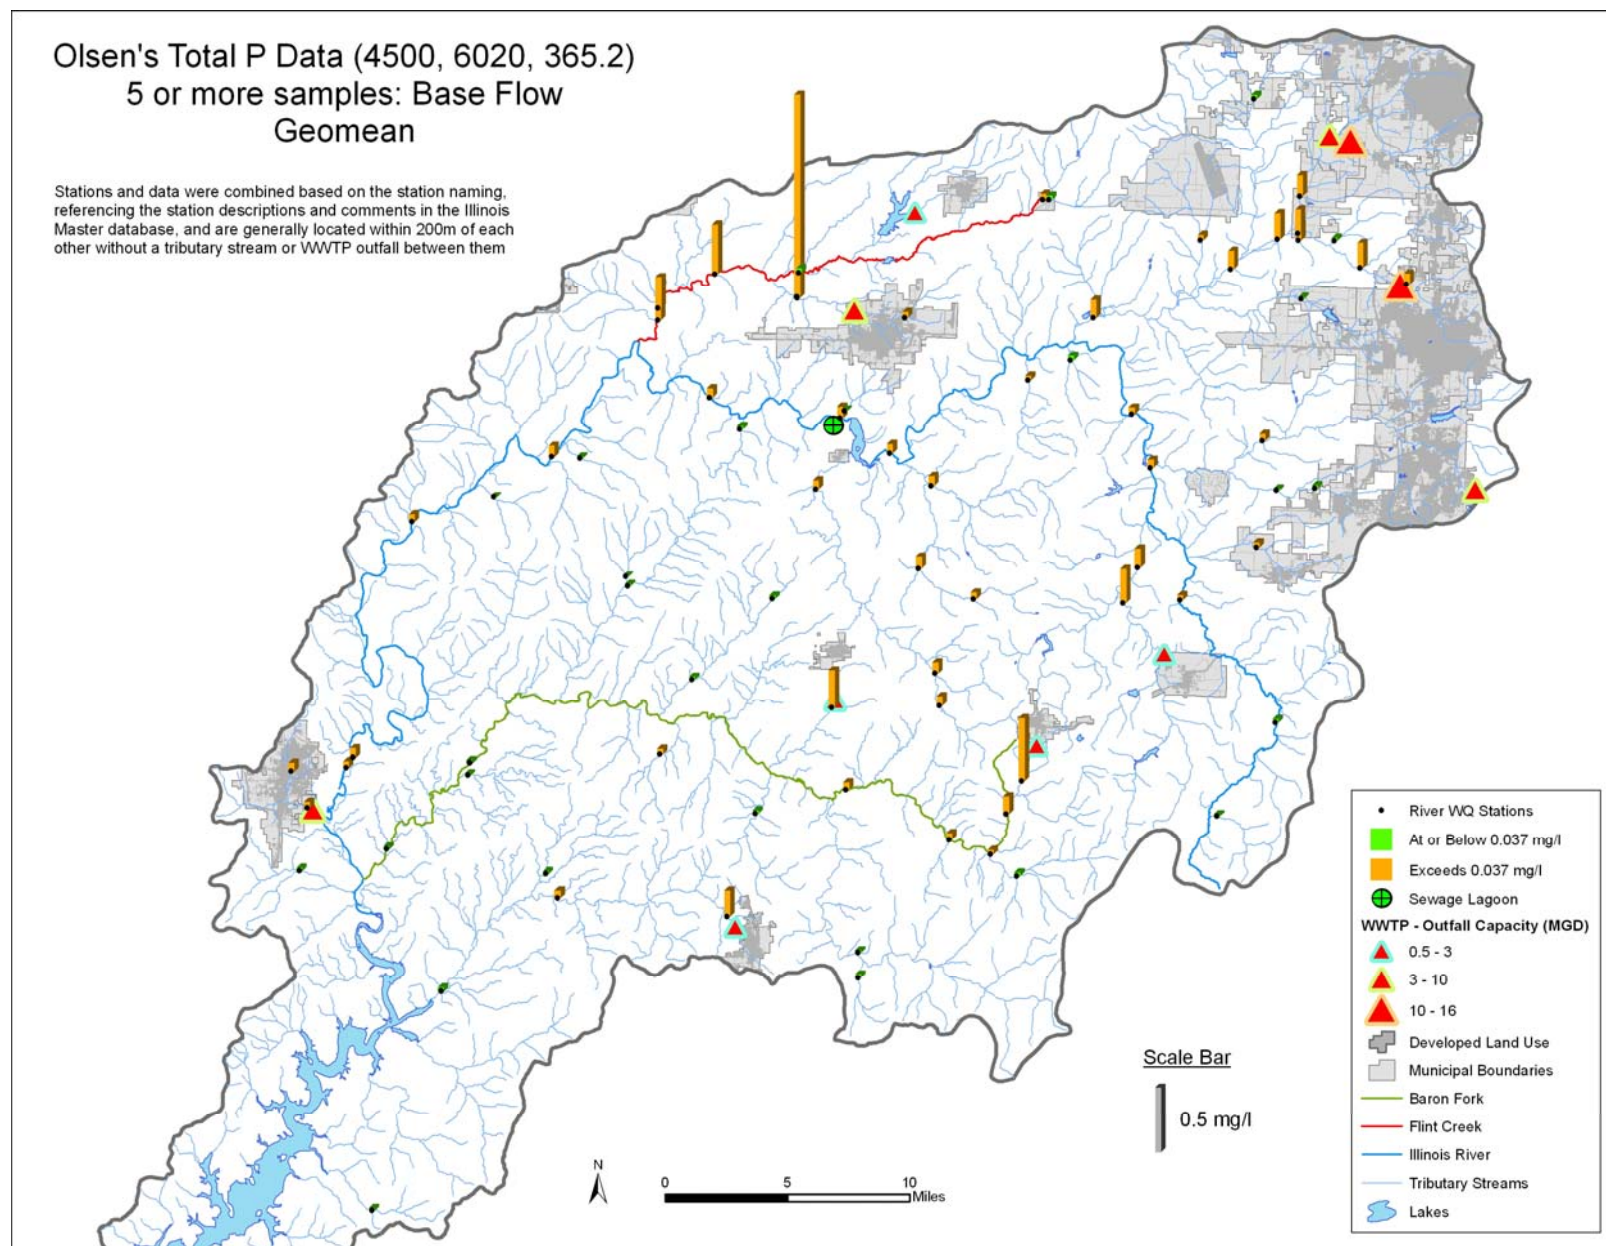 Olsen's Total P Data (4500, 6020, 365.2)
5 or more samples: Base Flow
Geomean
Stations and data were combined based on the station naming,
referencing the station descriptions and comments in the Illinois
Master database, and are generally located within 200m of each
other without a tributary stream or WWTP outfall between them
River WQ Stations
At or Below 0.037 mg/l
Exceeds 0.037 mg/l
Sewage Lagoon
WWTP - Outfall Capacity (MGD)
0.5 - 3
3 - 10
10 - 16
Developed Land Use
Municipal Boundaries
Baron Fork
Flint Creek
Illinois River
Tributary Streams
Lakes
Scale Bar
0.5 mg/l
N
0 5 10
Miles